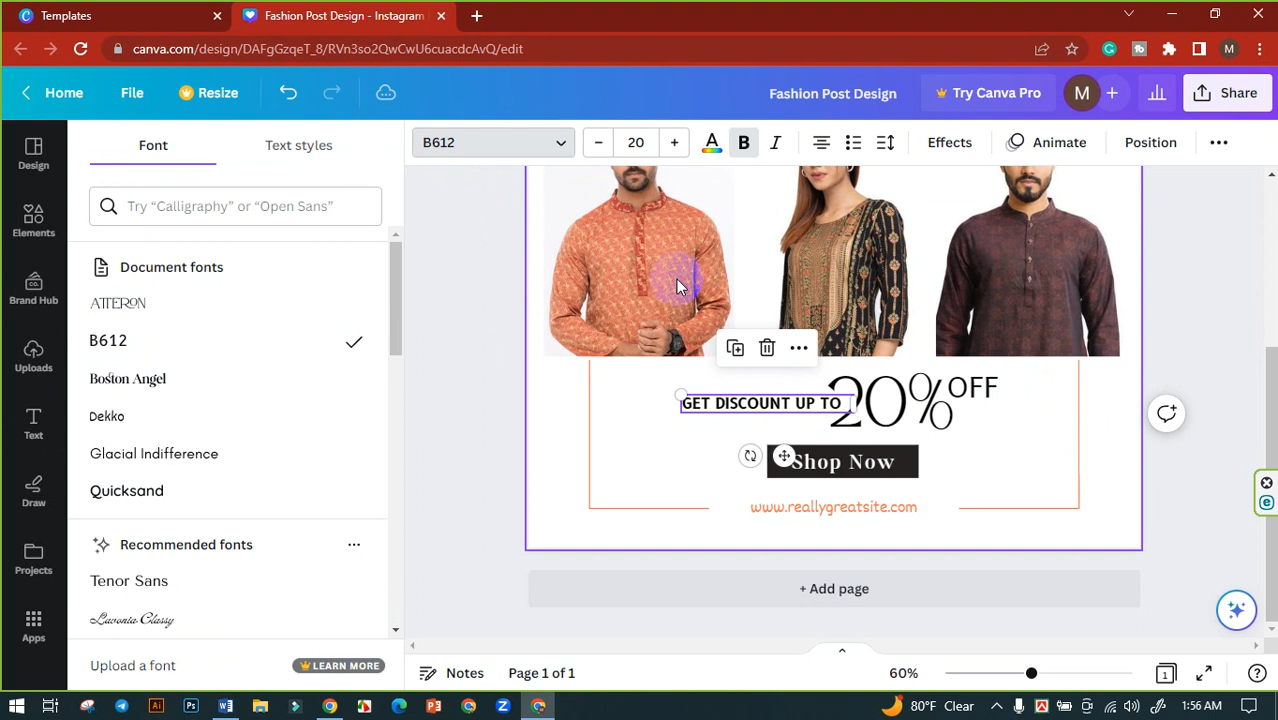 Templates
Fashion Post Design - Instagram
canva.com/design/DAFgGzqeT_8/RVn3so2QwCwU6cuacdcAvQ/edit
M
Home File Resize Fashion Post Design Try Canva Pro M Share
Design
Elements
Brand Hub
Uploads
Text
Draw
Projects
Apps
Font Text styles
Try “Calligraphy” or “Open Sans”
Document fonts
ATTERON
B612
Boston Angel
Dekko
Glacial Indifference
Quicksand
Recommended fonts
Tenor Sans
Lavonia Classy
Upload a font LEARN MORE
B612 20 A B I Effects Animate Position
GET DISCOUNT UP TO 20% OFF
Shop Now
www.reallygreatsite.com
+ Add page
Notes Page 1 of 1 60% 1
80°F Clear 1:56 AM